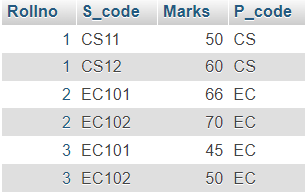 Rollno S_code Marks P_code
1 CS11 50 CS
1 CS12 60 CS
2 EC101 66 EC
2 EC102 70 EC
3 EC101 45 EC
3 EC102 50 EC